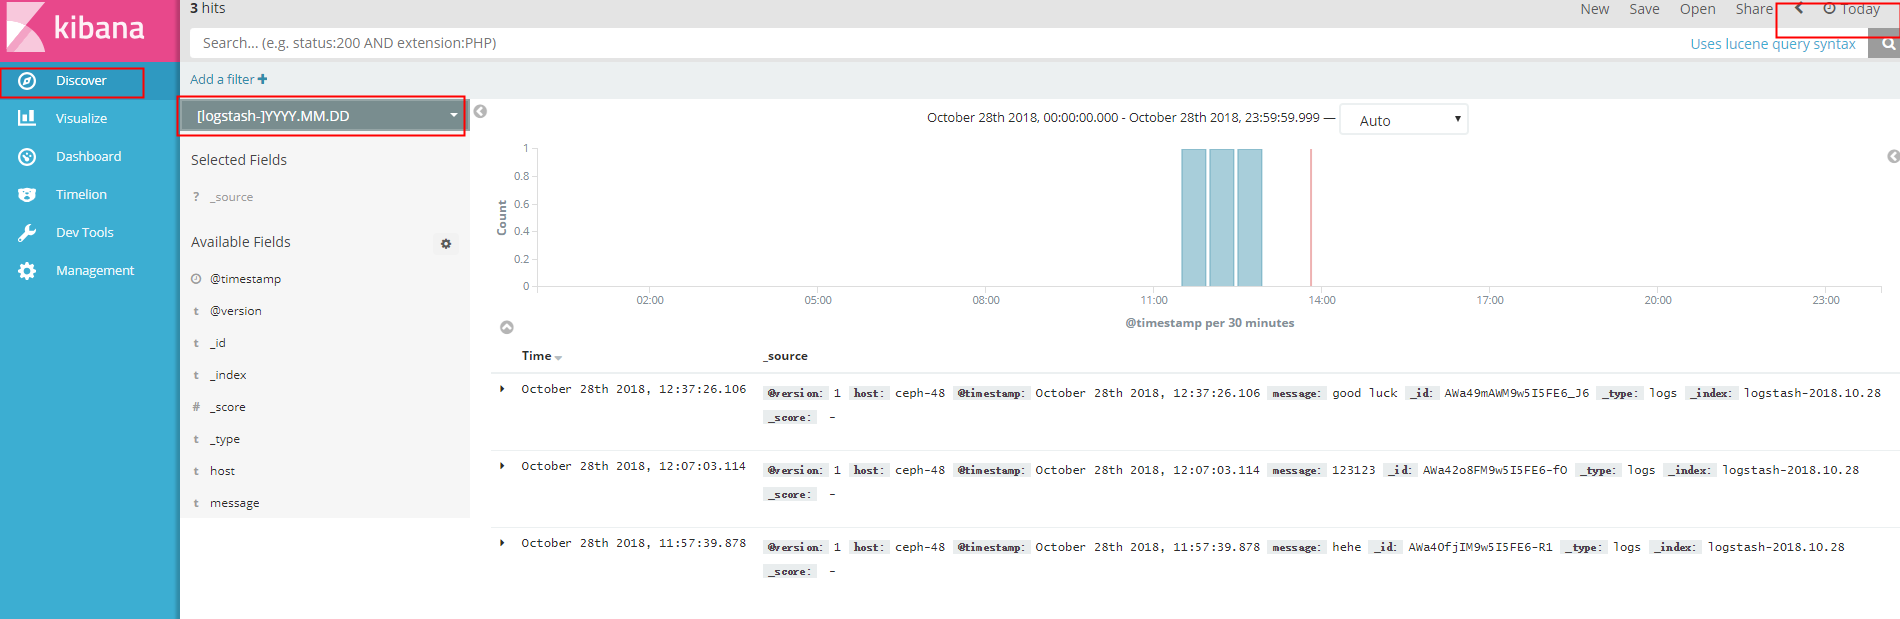 kibana
Discover
Visualize
Dashboard
Timelion
Dev Tools
Management
3 hits
New Save Open Share Today
Search... (e.g. status:200 AND extension:PHP)
Uses lucene query syntax
Add a filter
[logstash-]YYYY.MM.DD
Selected Fields
? _source
Available Fields
@timestamp
t @version
t _id
t _index
# _score
t _type
t host
t message
October 28th 2018, 00:00:00.000 - October 28th 2018, 23:59:59.999 — Auto
Count
1
0.8
0.6
0.4
0.2
0
02:00 05:00 08:00 11:00 14:00 17:00 20:00 23:00
@timestamp per 30 minutes
Time _source
October 28th 2018, 12:37:26.106 @version: 1 host: ceph-48 @timestamp: October 28th 2018, 12:37:26.106 message: good luck _id: AWa49mAWM9w5I5FE6_J6 _type: logs _index: logstash-2018.10.28
_score: -
October 28th 2018, 12:07:03.114 @version: 1 host: ceph-48 @timestamp: October 28th 2018, 12:07:03.114 message: 123123 _id: AWa42o8FM9w5I5FE6-fO _type: logs _index: logstash-2018.10.28
_score: -
October 28th 2018, 11:57:39.878 @version: 1 host: ceph-48 @timestamp: October 28th 2018, 11:57:39.878 message: hehe _id: AWa4OfjIM9w5I5FE6-R1 _type: logs _index: logstash-2018.10.28
_score: -